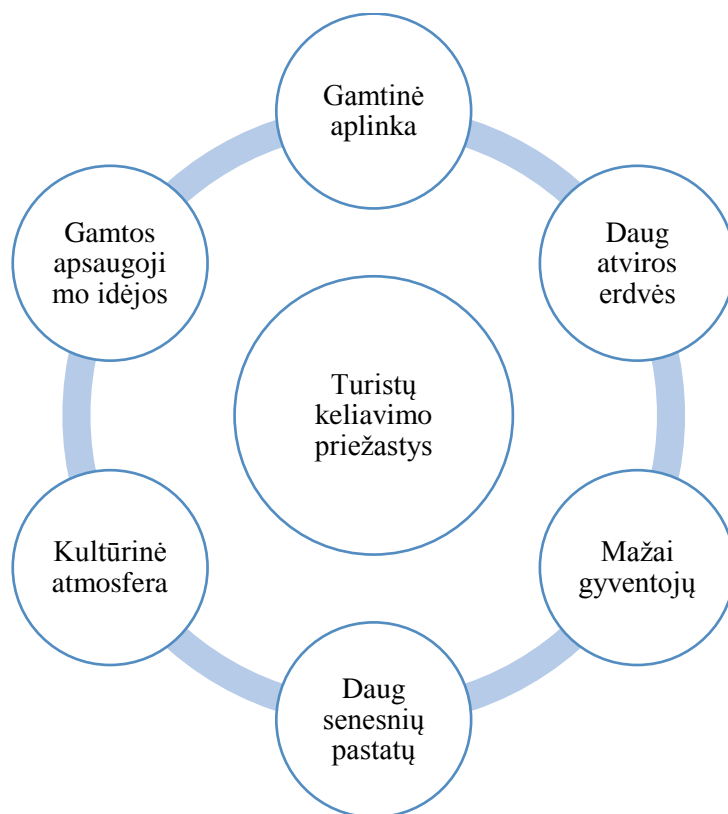 Gamtinė
aplinka
Daug
atviros
erdvės
Mažai
gyventojų
Daug
senesnių
pastatų
Kultūrinė
atmosfera
Gamtos
apsaugoji
mo idėjos
Turistų
keliavimo
priežastys